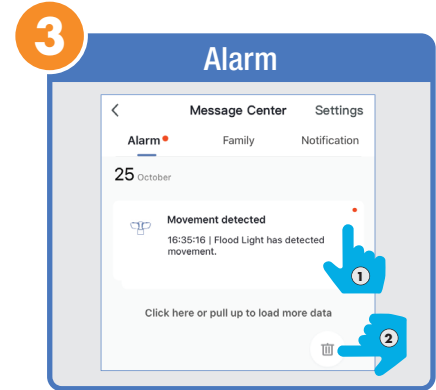 3
Alarm
< Message Center Settings
Alarm Family Notification
25 October
Movement detected
16:35:16 | Flood Light has detected
movement.
1
Click here or pull up to load more data
2